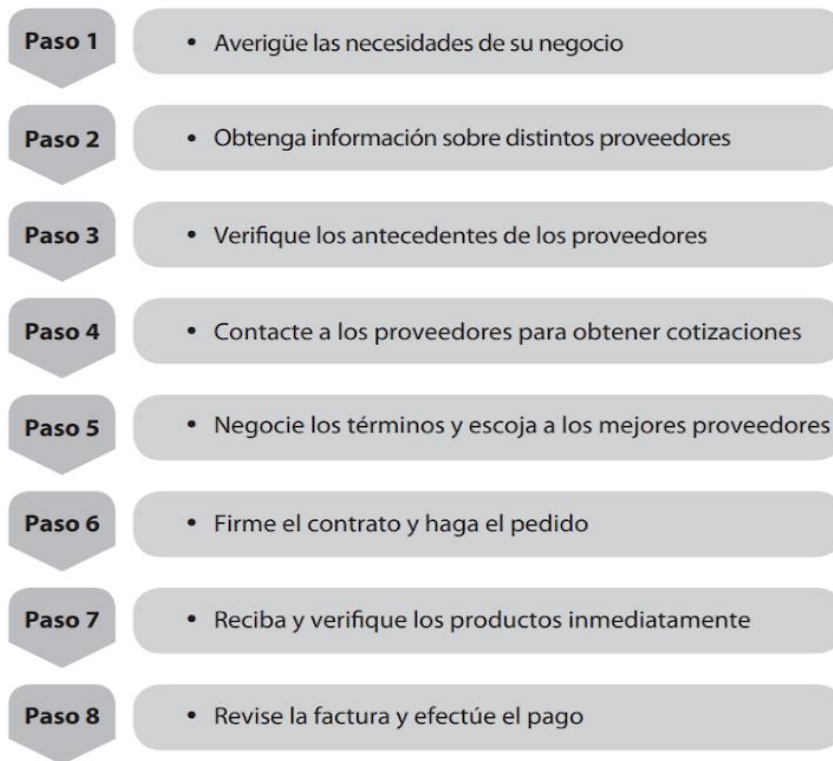 Paso 1 • Averigüe las necesidades de su negocio
Paso 2 • Obtenga información sobre distintos proveedores
Paso 3 • Verifique los antecedentes de los proveedores
Paso 4 • Contacte a los proveedores para obtener cotizaciones
Paso 5 • Negocie los términos y escoja a los mejores proveedores
Paso 6 • Firme el contrato y haga el pedido
Paso 7 • Reciba y verifique los productos inmediatamente
Paso 8 • Revise la factura y efectúe el pago